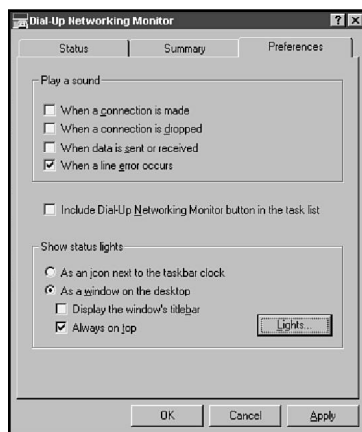 Dial-Up Networking Monitor
Status Summary Preferences
Play a sound
When a connection is made
When a connection is dropped
When data is sent or received
When a line error occurs
Include Dial-Up Networking Monitor button in the task list
Show status lights
As an icon next to the taskbar clock
As a window on the desktop
Display the window's titlebar
Always on top
Lights...
OK Cancel Apply